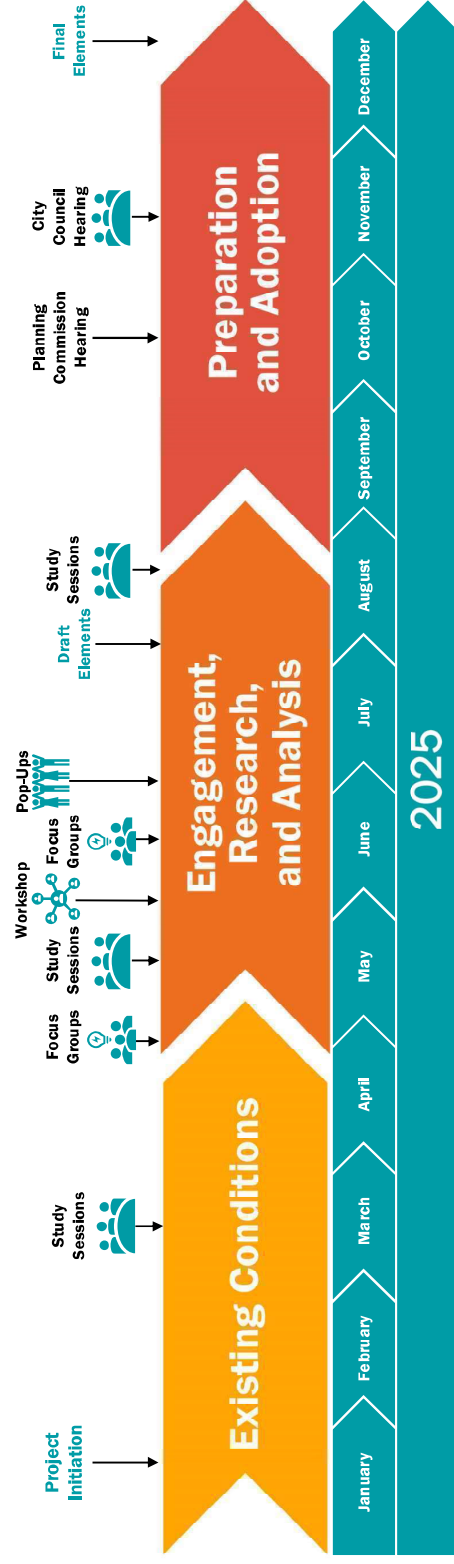 Project
Initiation
Study
Sessions
Focus
Groups
Study
Sessions
Workshop
Focus
Groups
Pop-Ups
Draft
Elements
Study
Sessions
Planning
Commission
Hearing
City
Council
Hearing
Final
Elements
Existing Conditions
Engagement,
Research,
and Analysis
Preparation
and Adoption
January
February
March
April
May
June
July
August
September
October
November
December
2025